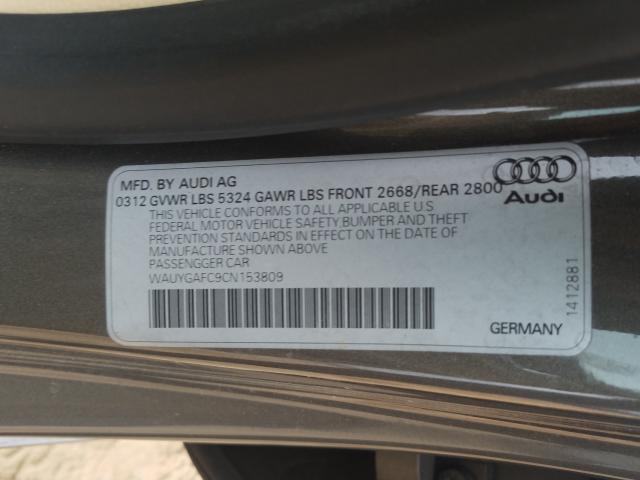 MFD. BY AUDI AG
0312 GVWR LBS 5324 GAWR LBS FRONT 2668/REAR 2800
THIS VEHICLE CONFORMS TO ALL APPLICABLE U.S
FEDERAL MOTOR VEHICLE SAFETY,BUMPER AND THEFT
PREVENTION STANDARDS IN EFFECT ON THE DATE OF
MANUFACTURE SHOWN ABOVE
PASSENGGER CAR
WAUYGAFC9CN153809
Audi
1412881
GERMANY